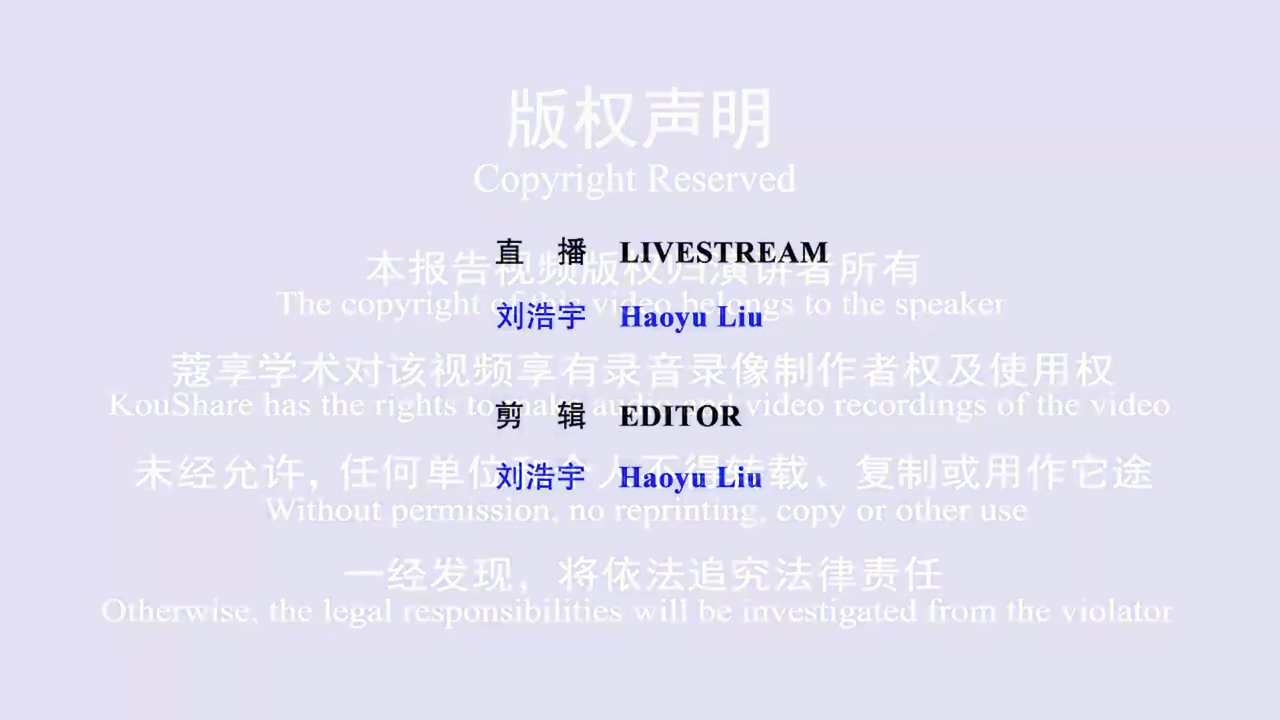 版权声明
Copyright Reserved
直 播 LIVESTREAM
本报告视频版权归演讲者所有
The copyright of this video belongs to the speaker
刘浩宇 Haoyu Liu
蔻享学术对该视频享有录音录像制作者权及使用权
KouShare has the rights to make audio and video recordings of the video
剪 辑 EDITOR
未经允许，任何单位和个人不得转载、复制或用作它途
刘浩宇 Haoyu Liu
Without permission, no reprinting, copy or other use
一经发现，将依法追究法律责任
Otherwise, the legal responsibilities will be investigated from the violator